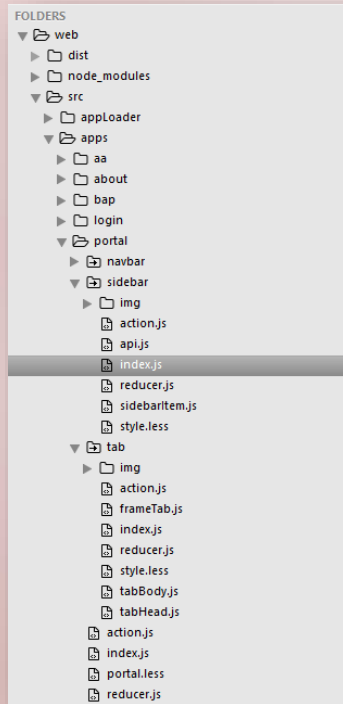 FOLDERS
web
dist
node_modules
src
appLoader
apps
aa
about
bap
login
portal
navbar
sidebar
img
action.js
api.js
index.js
reducer.js
sidebarItem.js
style.less
tab
img
action.js
frameTab.js
index.js
reducer.js
style.less
tabBody.js
tabHead.js
action.js
index.js
portal.less
reducer.js